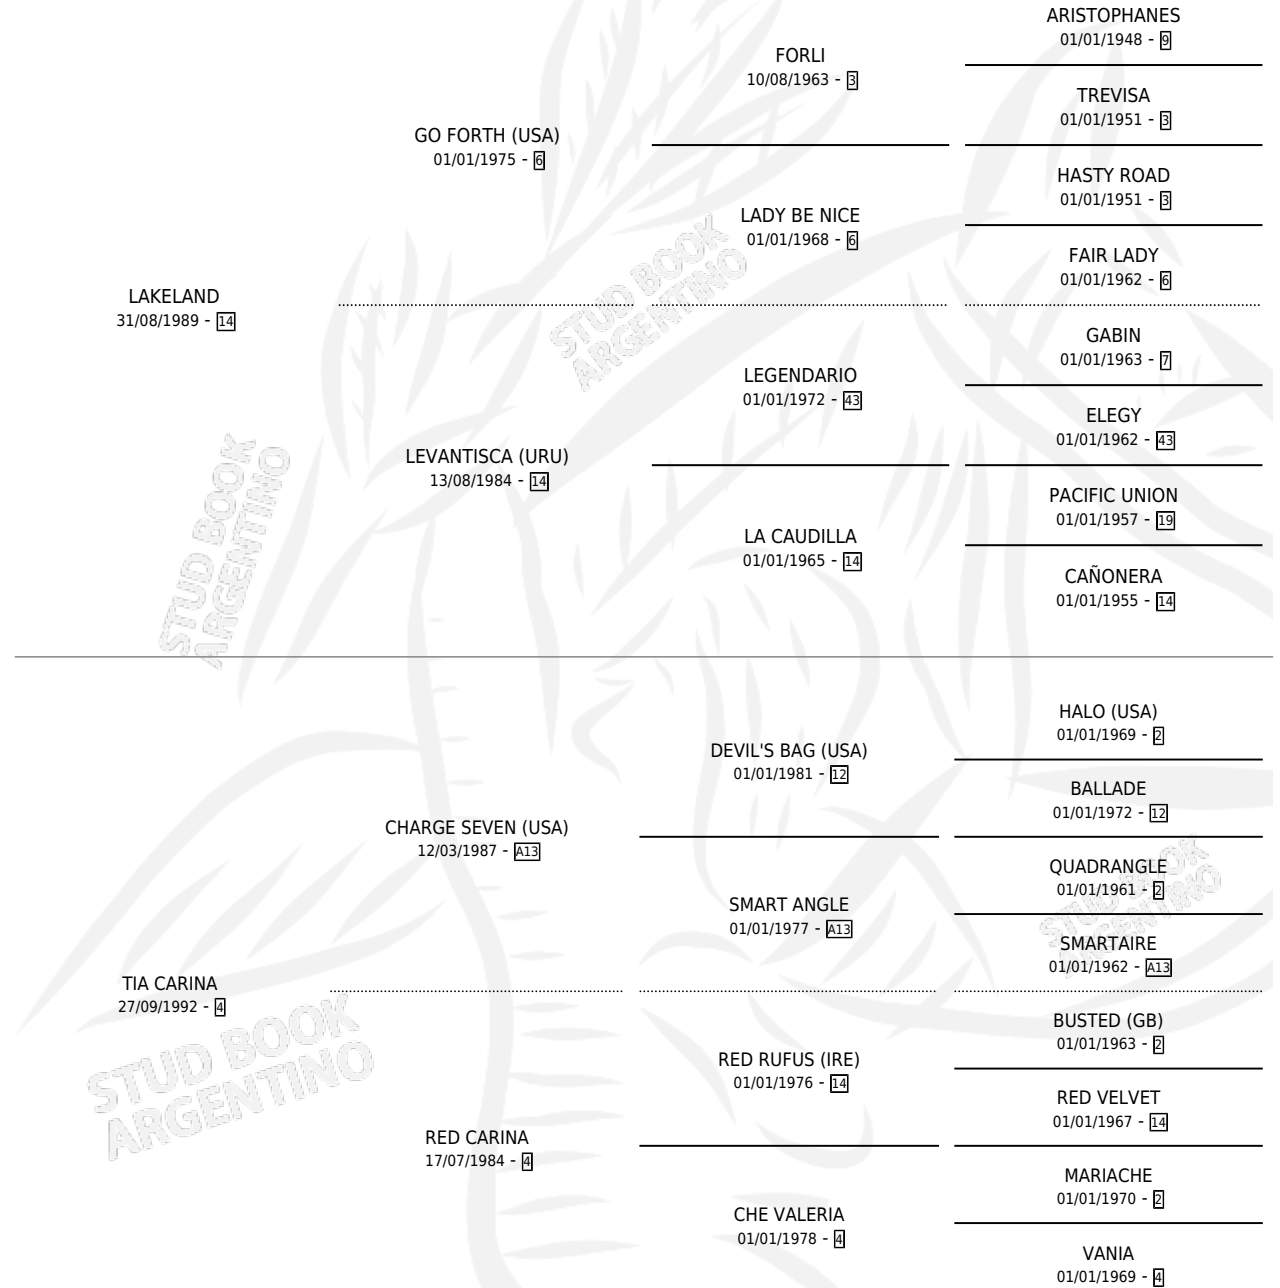 ARISTOPHANES
01/01/1948 - 9
FORLI
10/08/1963 - 3
TREVISA
01/01/1951 - 3
GO FORTH (USA)
01/01/1975 - 6
HASTY ROAD
01/01/1951 - 3
LADY BE NICE
01/01/1968 - 6
FAIR LADY
01/01/1962 - 6
LAKELAND
31/08/1989 - 14
GABIN
01/01/1963 - 7
LEGENDARIO
01/01/1972 - 43
ELEGY
01/01/1962 - 43
LEVANTISCA (URU)
13/08/1984 - 14
PACIFIC UNION
01/01/1957 - 19
LA CAUDILLA
01/01/1965 - 14
CAÑONERA
01/01/1955 - 14
STUD BOOK
ARGENTINO
STUD BOOK
ARGENTINO
HALO (USA)
01/01/1969 - 2
DEVIL'S BAG (USA)
01/01/1981 - 12
BALLADE
01/01/1972 - 12
CHARGE SEVEN (USA)
12/03/1987 - A13
QUADRANGLE
01/01/1961 - 2
SMART ANGLE
01/01/1977 - A13
SMARTAIRE
01/01/1962 - A13
STUD BOOK
ARGENTINO
TIA CARINA
27/09/1992 - 4
BUSTED (GB)
01/01/1963 - 2
RED RUFUS (IRE)
01/01/1976 - 14
RED VELVET
01/01/1967 - 14
RED CARINA
17/07/1984 - 4
MARIACHE
01/01/1970 - 2
CHE VALERIA
01/01/1978 - 4
VANIA
01/01/1969 - 4
STUD BOOK
ARGENTINO